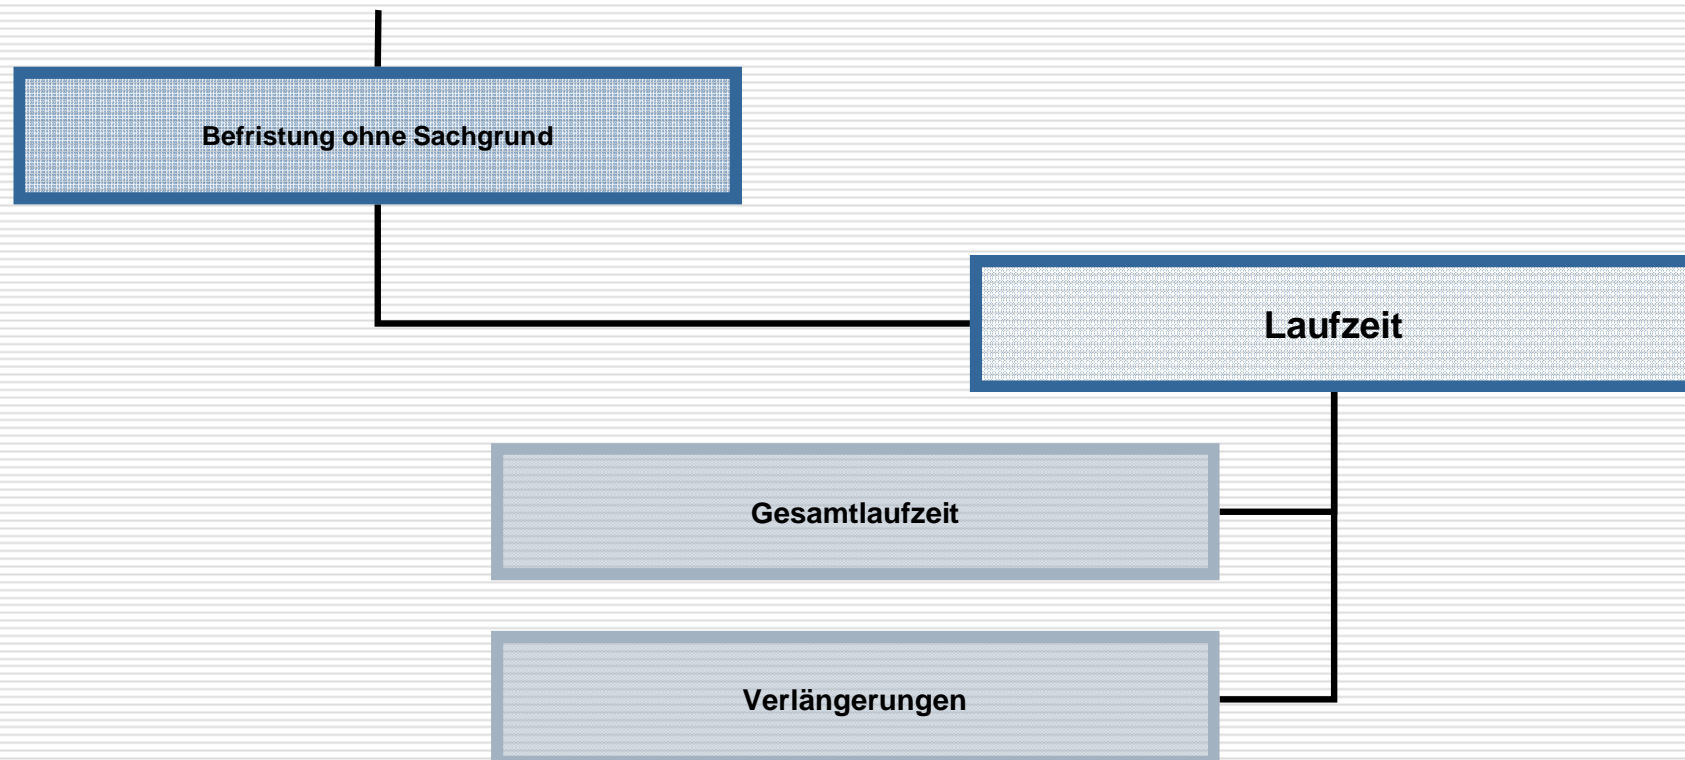 Befristung ohne Sachgrund
Laufzeit
Gesamtlaufzeit
Verlängerungen